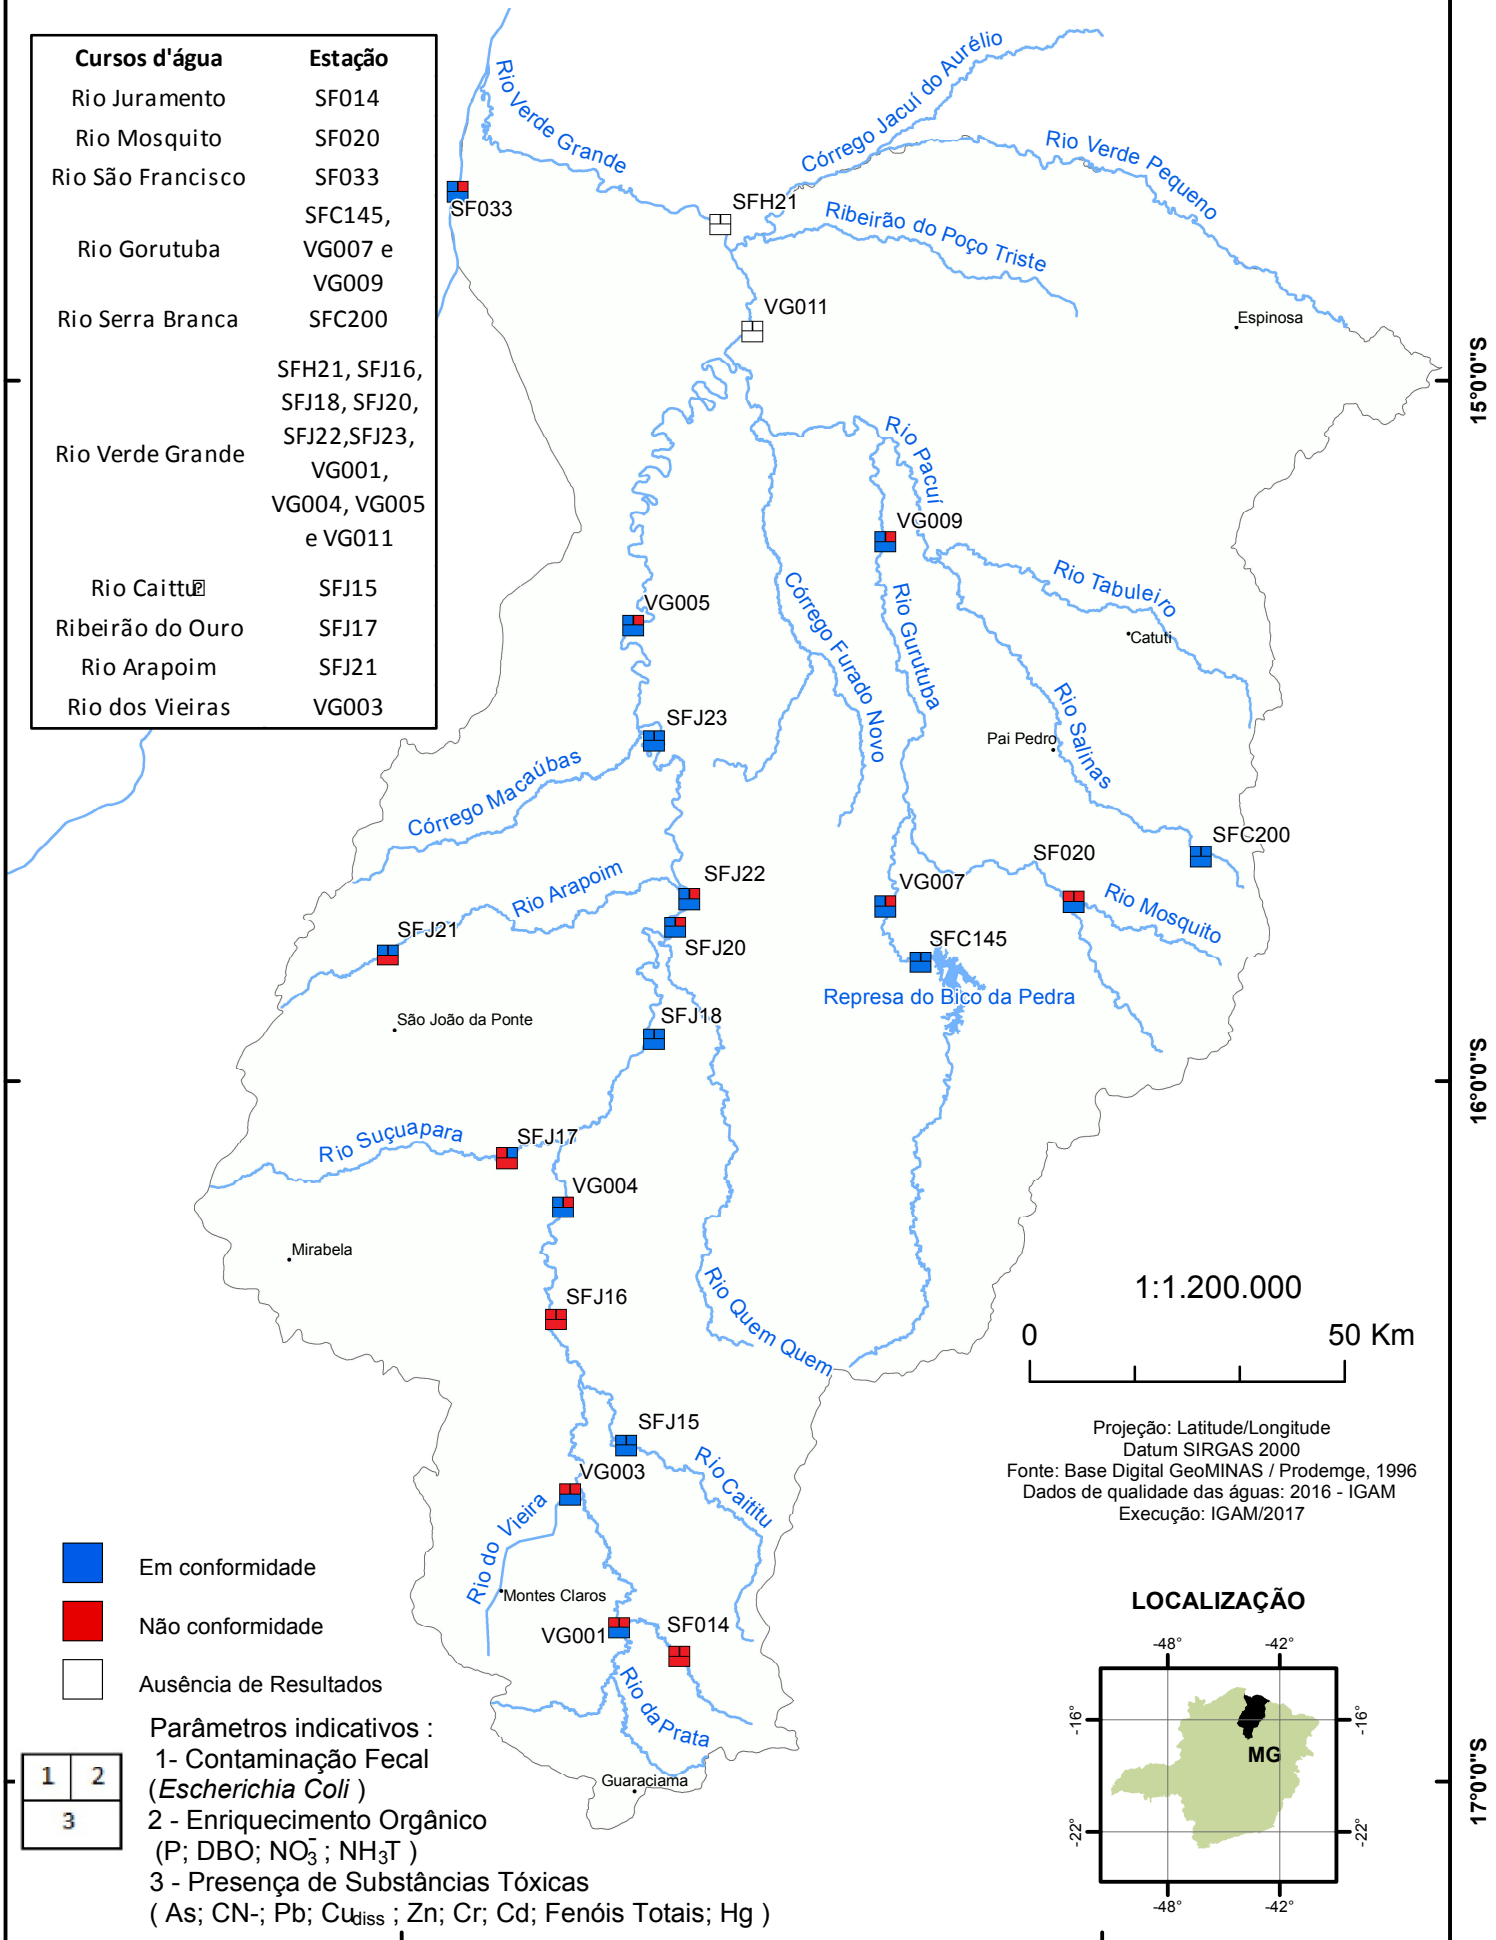 Cursos d'água Estação
Rio Juramento SF014
Rio Mosquito SF020
Rio São Francisco SF033
SFC145,
Rio Gorutuba VG007 e
VG009
Rio Serra Branca SFC200
SFH21, SFJ16,
SFJ18, SFJ20,
SFJ22,SFJ23,
Rio Verde Grande VG001,
VG004, VG005
e VG011
Rio Caittu SFJ15
Ribeirão do Ouro SFJ17
Rio Arapoim SFJ21
Rio dos Vieiras VG003
Rio Verde Grande
Córrego Jacuí do Aurélio
Rio Verde Pequeno
SF033
SFH21
Ribeirão do Poço Triste
VG011
Espinosa
15°0'0"S
Rio Pacuí
VG009
Rio Tabuleiro
Catuti
VG005
Córrego Furado Novo
Rio Gurutuba
SFJ23
Rio Salinas
Pai Pedro
Córrego Macaúbas
SFC200
SF020
SFJ22
Rio Arapoim
VG007
Rio Mosquito
SFJ21
SFJ20
SFC145
Represa do Bico da Pedra
São João da Ponte
SFJ18
16°0'0"S
Rio Suçuapara
SFJ17
VG004
Mirabela
SFJ16
Rio Quem Quem
1:1.200.000
0 50 Km
SFJ15
Projeção: Latitude/Longitude
Datum SIRGAS 2000
Fonte: Base Digital GeoMINAS / Prodemge, 1996
Dados de qualidade das águas: 2016 - IGAM
Execução: IGAM/2017
VG003
Rio Caititu
Rio do Vieira
Montes Claros
VG001
SF014
Rio da Prata
Guaraciama
Em conformidade
Não conformidade
Ausência de Resultados
Parâmetros indicativos :
1- Contaminação Fecal
(Escherichia Coli )
2 - Enriquecimento Orgânico
(P; DBO; NO₃⁻ ; NH₃T )
3 - Presença de Substâncias Tóxicas
( As; CN-; Pb; Cudiss ; Zn; Cr; Cd; Fenóis Totais; Hg )
1 2
3
LOCALIZAÇÃO
-48° -42°
-16° -16°
MG
-22° -22°
-48° -42°
17°0'0"S